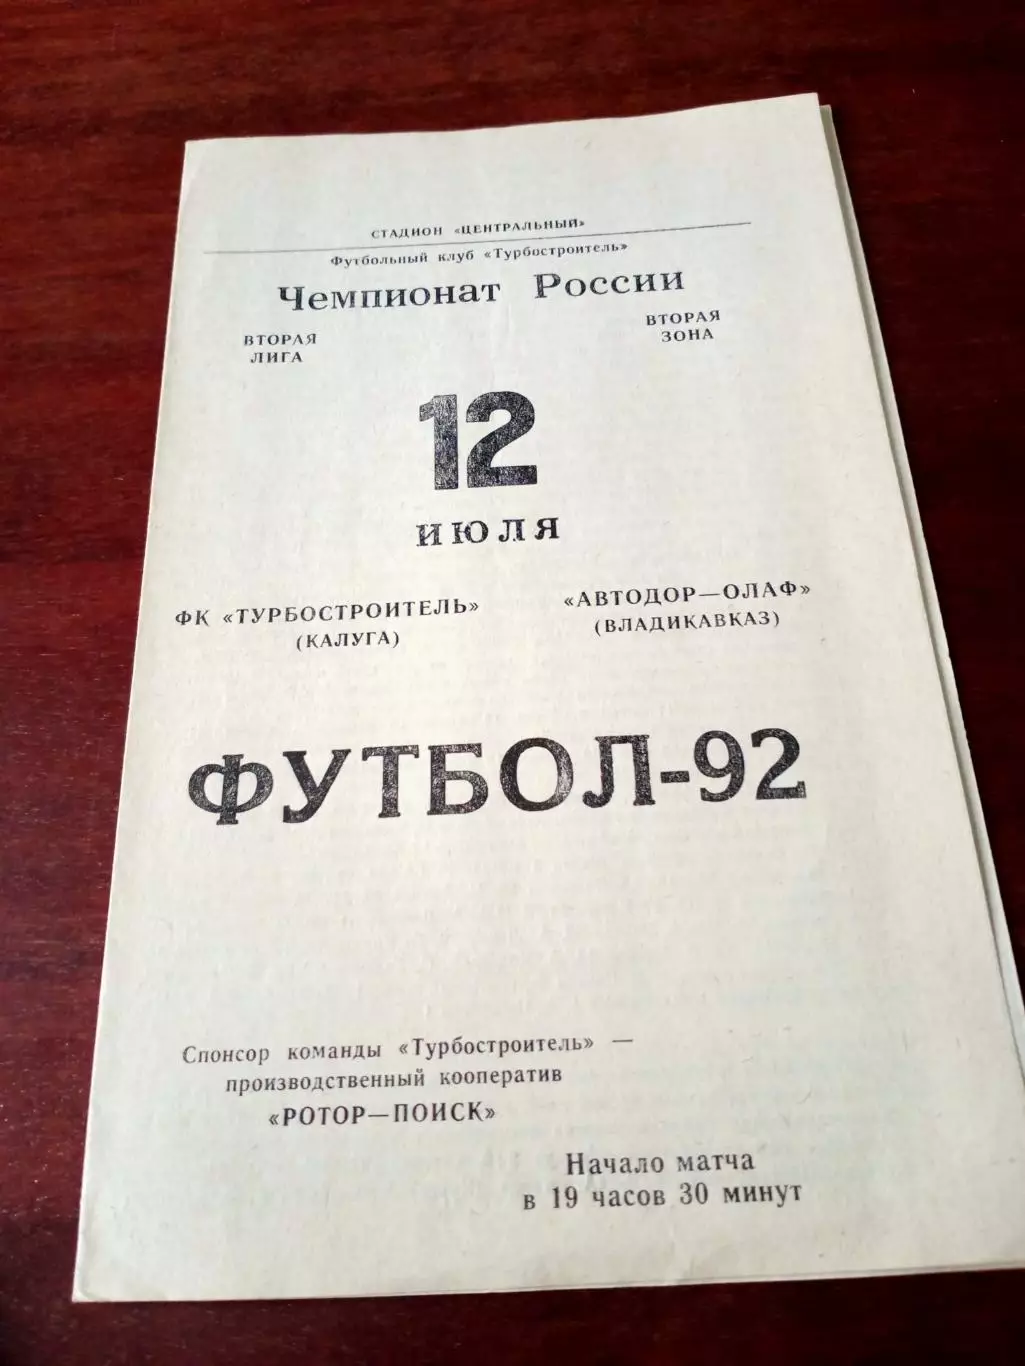 СТАДИОН «ЦЕНТРАЛЬНЫЙ»
Футбольный клуб «Турбостроитель»
Чемпионат России
ВТОРАЯ
ЛИГА
ВТОРАЯ
ЗОНА
12
ИЮЛЯ
ФК «ТУРБОСТРОИТЕЛЬ»
(КАЛУГА)
«АВТОДОР—ОЛАФ»
(ВЛАДИКАВКАЗ)
ФУТБОЛ-92
Спонсор команды «Турбостроитель» —
производственный кооператив
«РОТОР—ПОИСК»
Начало матча
в 19 часов 30 минут